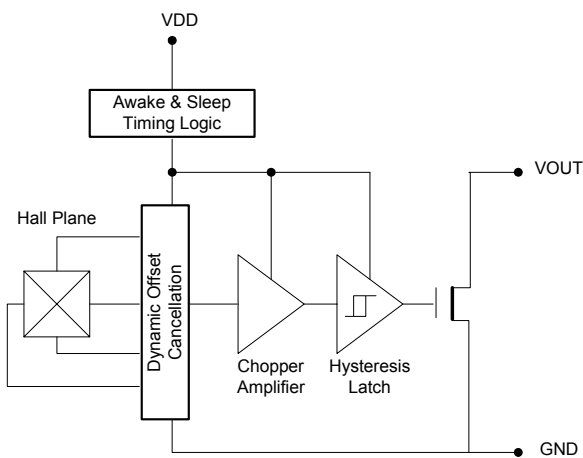 VDD
Awake & Sleep
Timing Logic
VOUT
Hall Plane
Dynamic Offset
Cancellation
Chopper
Amplifier
Hysteresis
Latch
GND